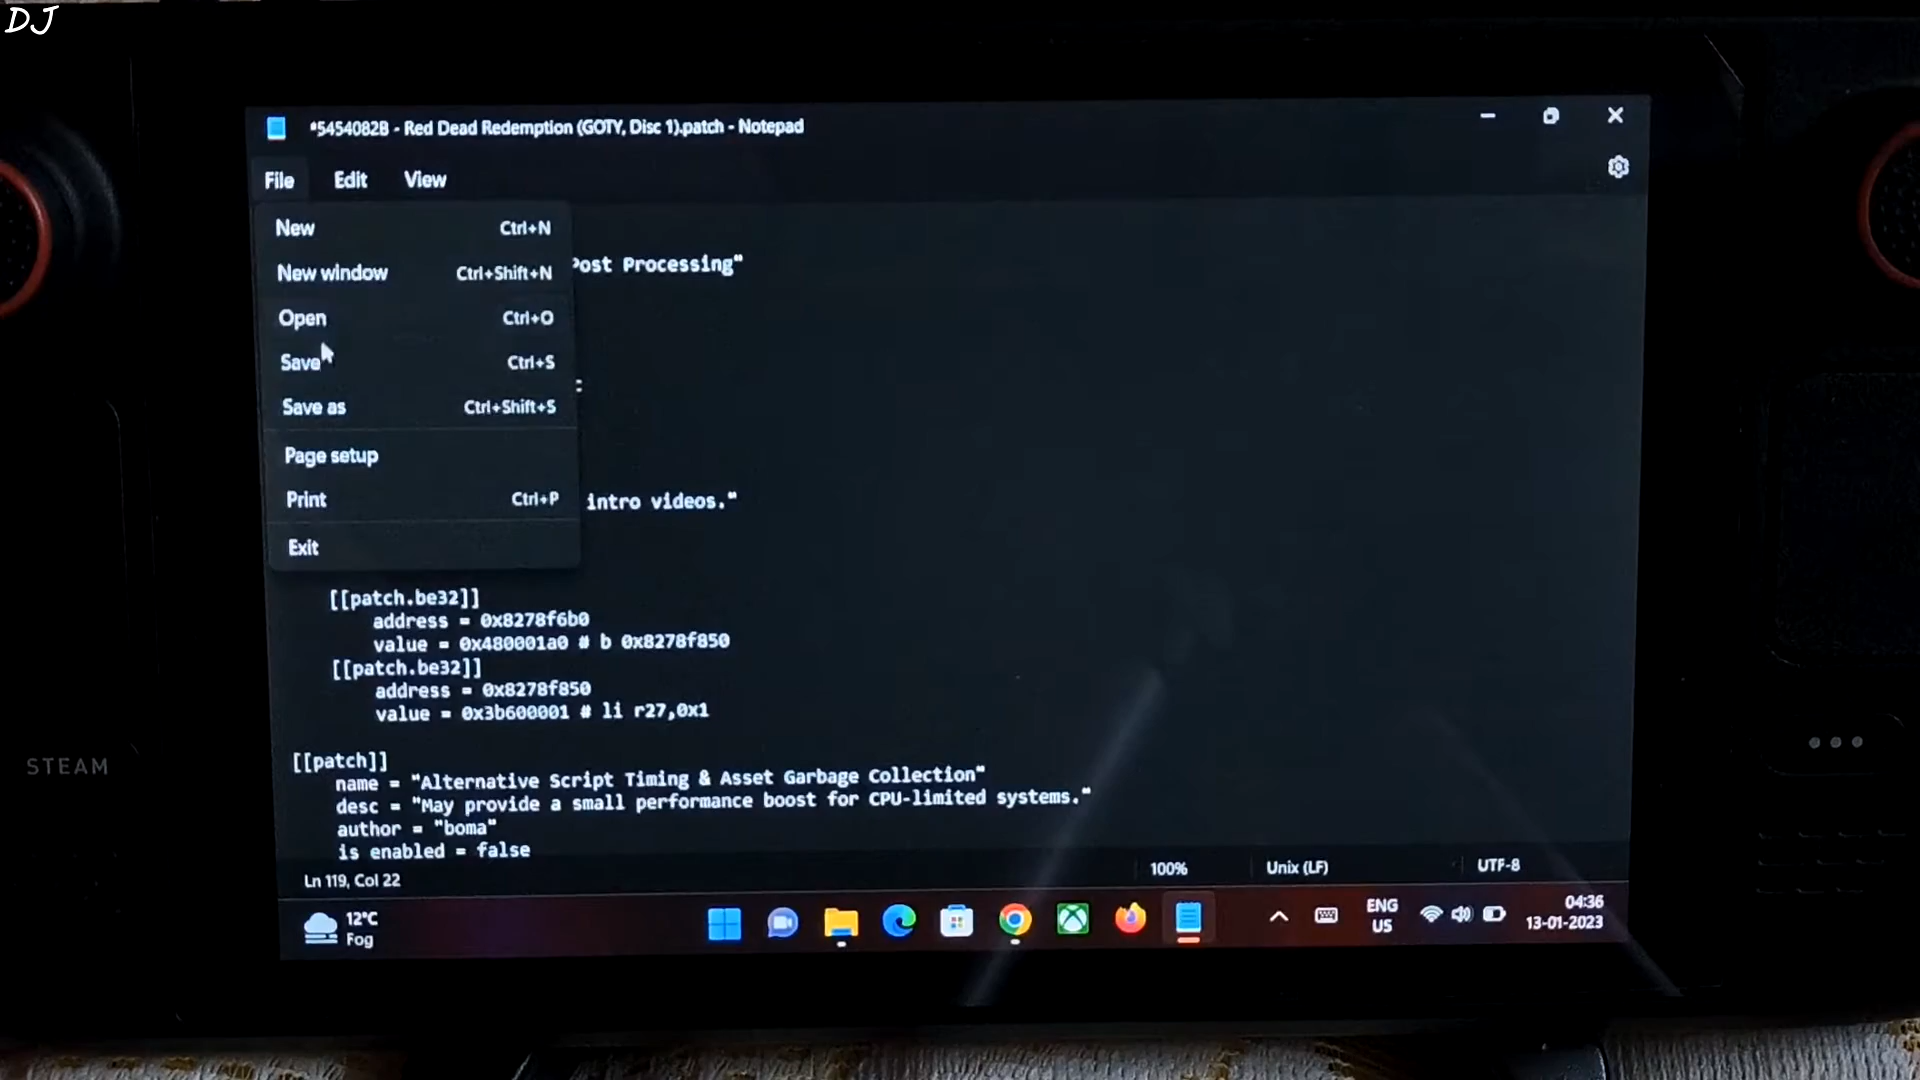 DJ
*5454082B - Red Dead Redemption (GOTY, Disc 1).patch - Notepad
File Edit View
New Ctrl+N
New window Ctrl+Shift+N
Open Ctrl+O
Save Ctrl+S
Save as Ctrl+Shift+S
Page setup
Print Ctrl+P
Exit
Post Processing"
:
intro videos."
[[patch.be32]]
address = 0x8278f6b0
value = 0x480001a0 # b 0x8278f850
[[patch.be32]]
address = 0x8278f850
value = 0x3b600001 # li r27,0x1
[[patch]]
name = "Alternative Script Timing & Asset Garbage Collection"
desc = "May provide a small performance boost for CPU-limited systems."
author = "boma"
is enabled = false
Ln 119, Col 22
100%
Unix (LF)
UTF-8
12°C
Fog
ENG
US
04:36
13-01-2023
STEAM